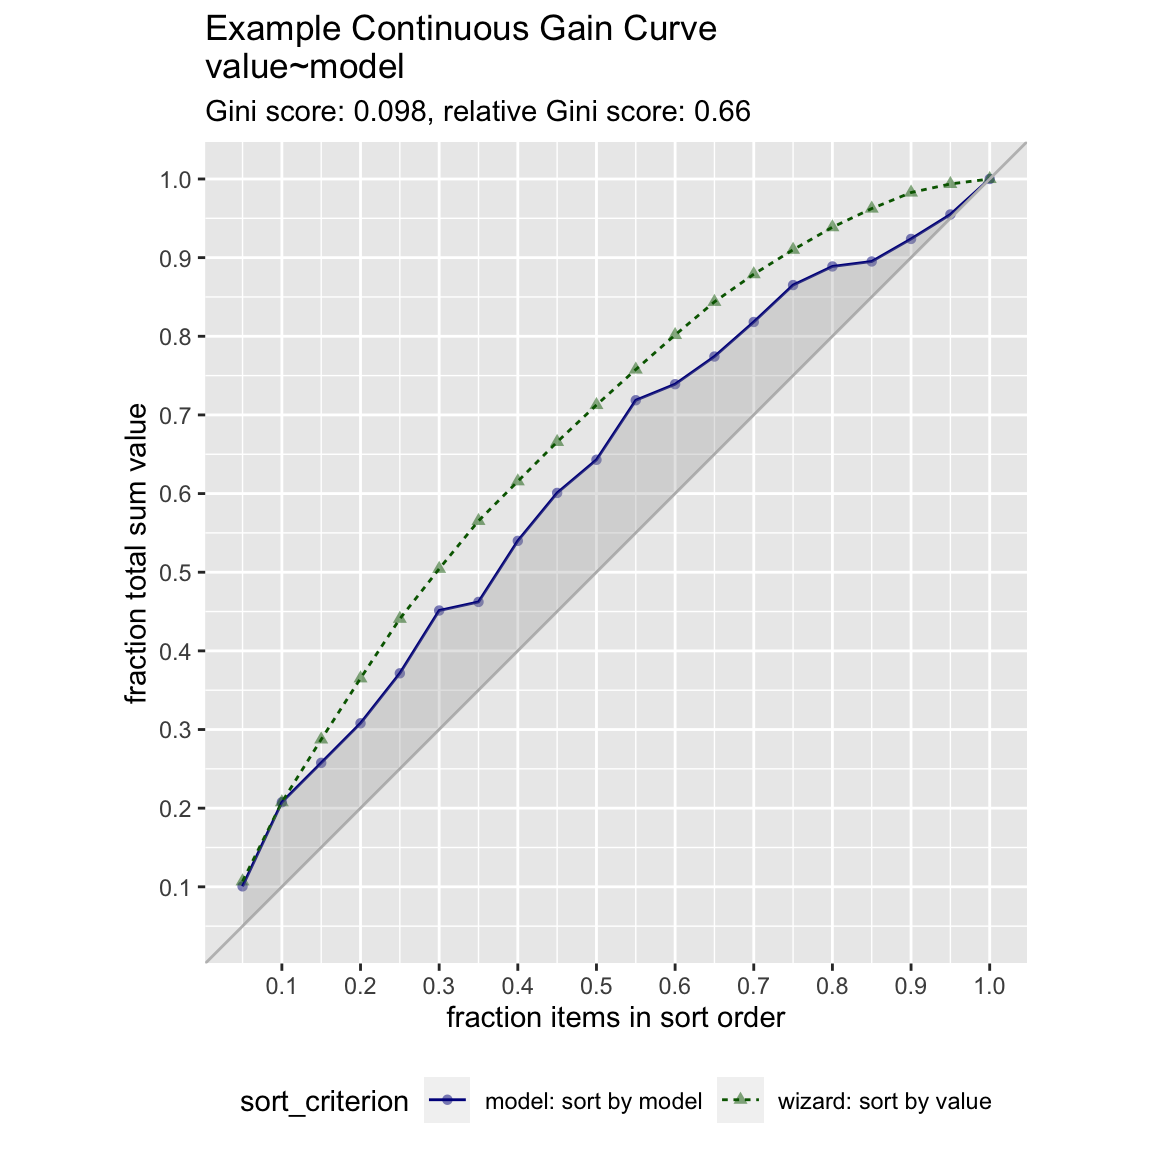 Example Continuous Gain Curve
value~model
Gini score: 0.098, relative Gini score: 0.66
fraction total sum value
1.0
0.9
0.8
0.7
0.6
0.5
0.4
0.3
0.2
0.1
0.1 0.2 0.3 0.4 0.5 0.6 0.7 0.8 0.9 1.0
fraction items in sort order
sort_criterion model: sort by model wizard: sort by value